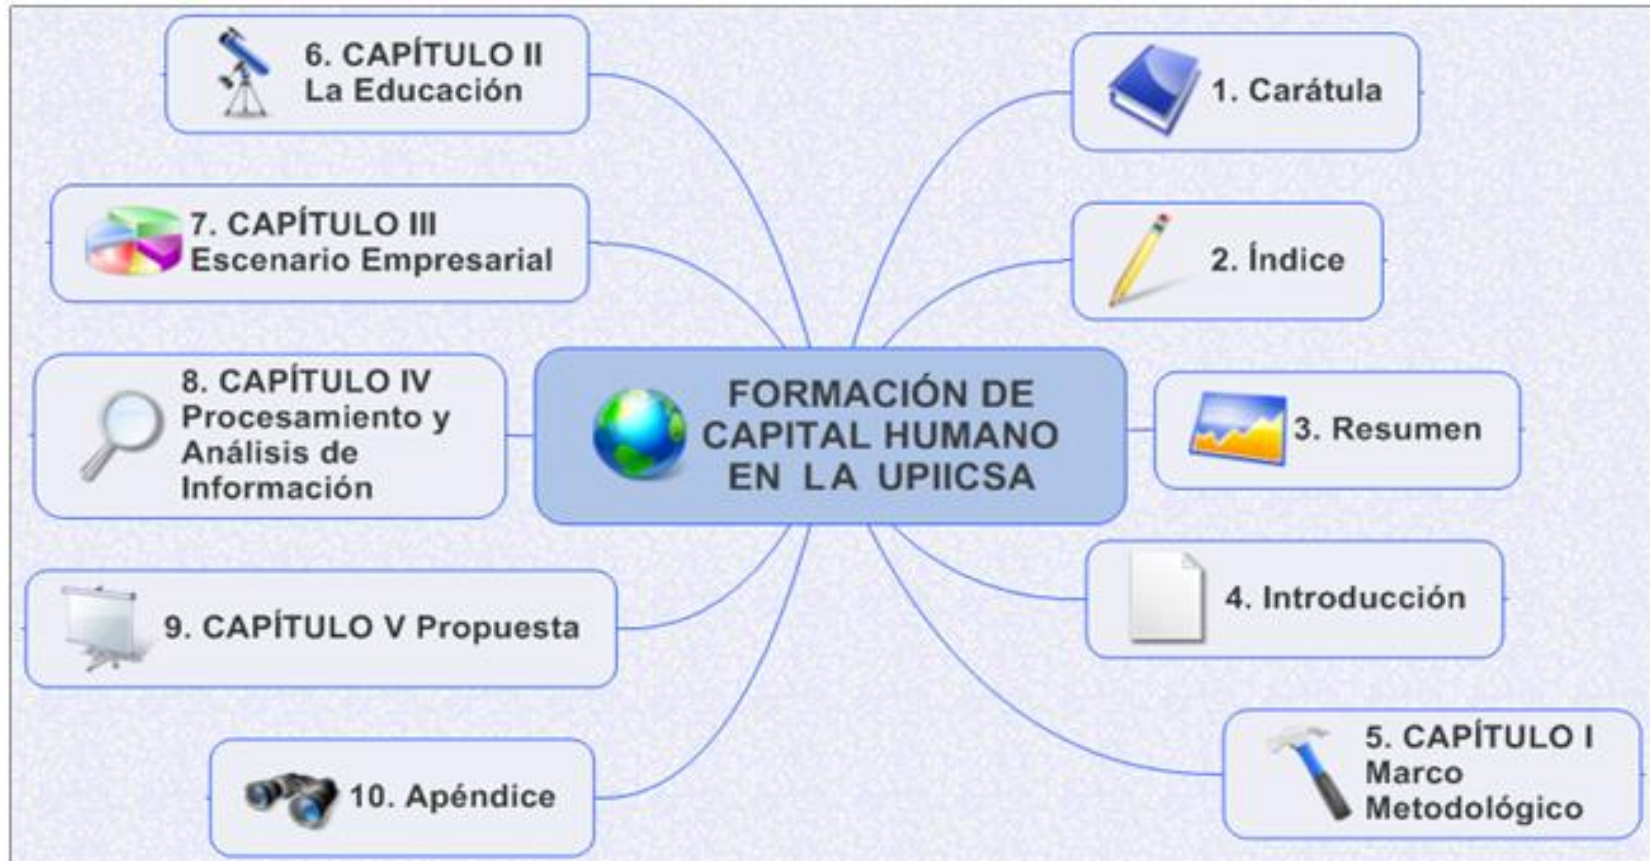 FORMACIÓN DE
CAPITAL HUMANO
EN LA UPIICSA
1. Carátula
2. Índice
3. Resumen
4. Introducción
5. CAPÍTULO I
Marco
Metodológico
6. CAPÍTULO II
La Educación
7. CAPÍTULO III
Escenario Empresarial
8. CAPÍTULO IV
Procesamiento y
Análisis de
Información
9. CAPÍTULO V Propuesta
10. Apéndice